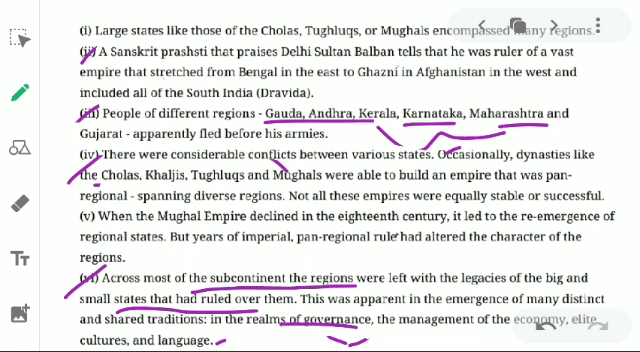 (i) Large states like those of the Cholas, Tughluqs, or Mughals encompassed many regions.
(ii) A Sanskrit prashsti that praises Delhi Sultan Balban tells that he was ruler of a vast
empire that stretched from Bengal in the east to Ghazni in Afghanistan in the west and
included all of the South India (Dravida).
(iii) People of different regions - Gauda, Andhra, Kerala, Karnataka, Maharashtra and
Gujarat - apparently fled before his armies.
(iv) There were considerable conflicts between various states. Occasionally, dynasties like
the Cholas, Khaljis, Tughluqs and Mughals were able to build an empire that was pan-
regional - spanning diverse regions. Not all these empires were equally stable or successful.
(v) When the Mughal Empire declined in the eighteenth century, it led to the re-emergence of
regional states. But years of imperial, pan-regional rule had altered the character of the
regions.
(vi) Across most of the subcontinent the regions were left with the legacies of the big and
small states that had ruled over them. This was apparent in the emergence of many distinct
and shared traditions: in the realms of governance, the management of the economy, elite
cultures, and language.
Tт